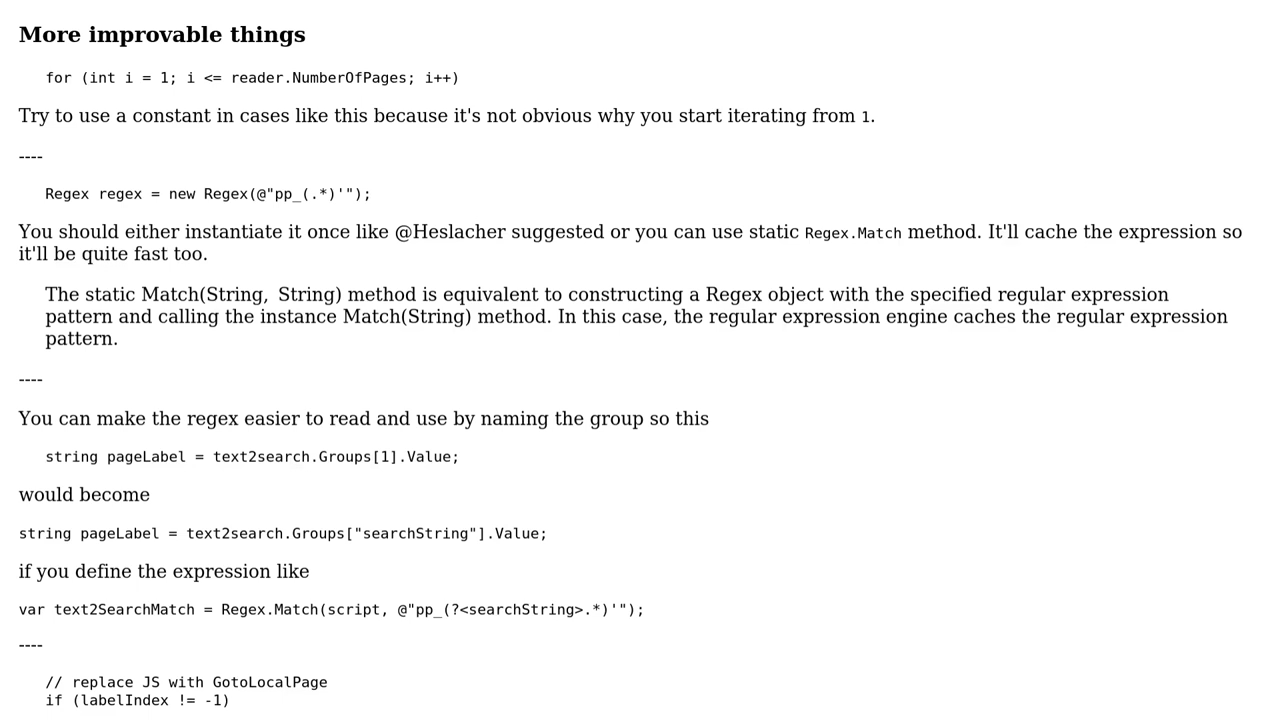 More improvable things
for (int i = 1; i <= reader.NumberOfPages; i++)
Try to use a constant in cases like this because it's not obvious why you start iterating from 1.
----
Regex regex = new Regex(@"pp_(.*)'");
You should either instantiate it once like @Heslacher suggested or you can use static Regex.Match method. It'll cache the expression so
it'll be quite fast too.
The static Match(String, String) method is equivalent to constructing a Regex object with the specified regular expression
pattern and calling the instance Match(String) method. In this case, the regular expression engine caches the regular expression
pattern.
----
You can make the regex easier to read and use by naming the group so this
string pageLabel = text2search.Groups[1].Value;
would become
string pageLabel = text2search.Groups["searchString"].Value;
if you define the expression like
var text2SearchMatch = Regex.Match(script, @"pp_(?<searchString>.*)'");
----
// replace JS with GotoLocalPage
if (labelIndex != -1)